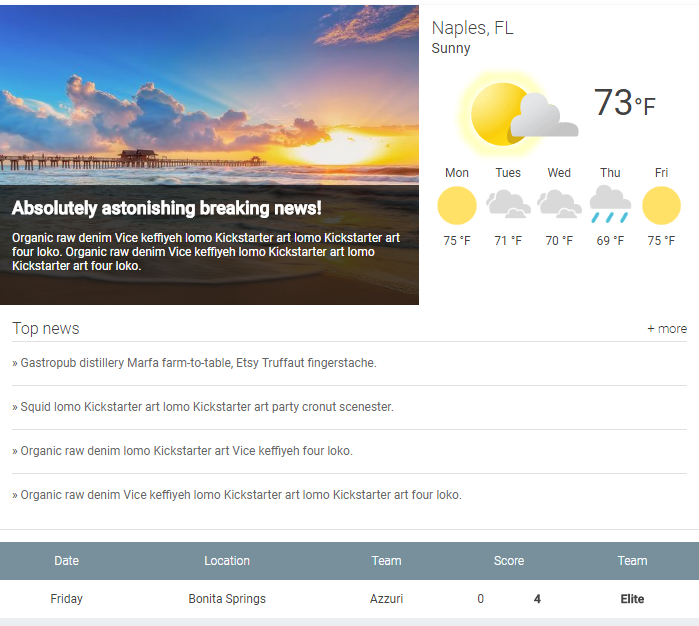 Naples, FL
Sunny
73°F
Mon Tues Wed Thu Fri
75 °F 71 °F 70 °F 69 °F 75 °F
Absolutely astonishing breaking news!
Organic raw denim Vice keffiyeh lomo Kickstarter art lomo Kickstarter art
four loko. Organic raw denim Vice keffiyeh lomo Kickstarter art lomo
Kickstarter art four loko.
Top news + more
» Gastropub distillery Marfa farm-to-table, Etsy Truffaut fingerstache.
» Squid lomo Kickstarter art lomo Kickstarter art party cronut scenester.
» Organic raw denim lomo Kickstarter art Vice keffiyeh four loko.
» Organic raw denim Vice keffiyeh lomo Kickstarter art lomo Kickstarter art four loko.
Date Location Team Score Team
Friday Bonita Springs Azzuri 0 4 Elite